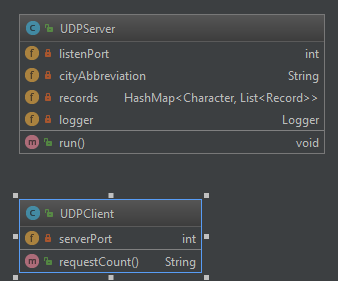 UDPServer
listenPort int
cityAbbreviation String
records HashMap<Character, List<Record>>
logger Logger
run() void
UDPClient
serverPort int
requestCount() String